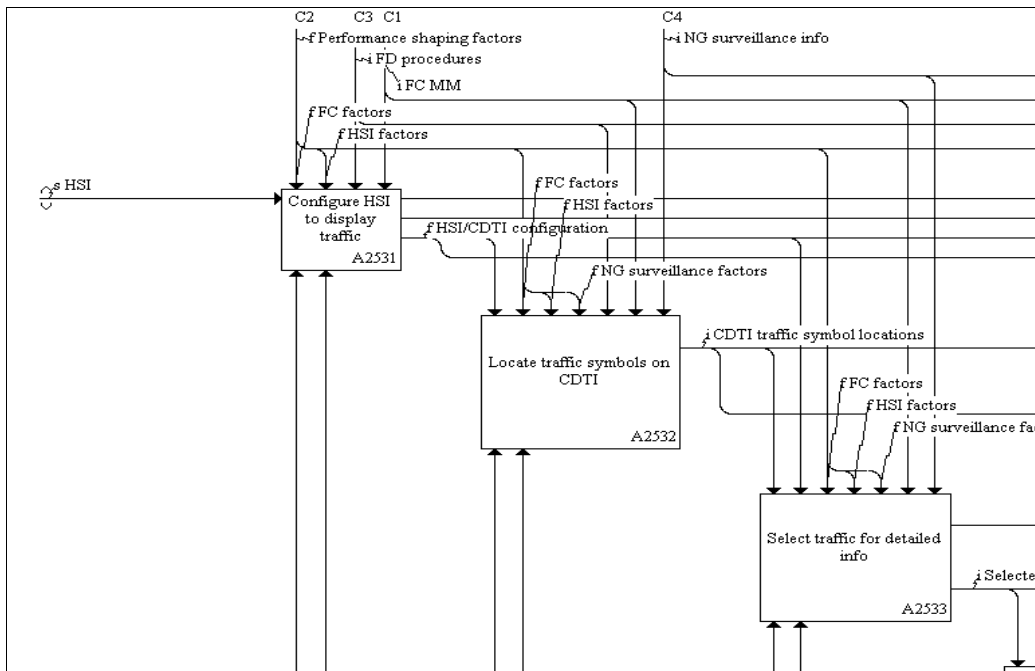 C2 C3 C1 C4
f Performance shaping factors
i NG surveillance info
i FD procedures
i FC MM
f FC factors
f HSI factors
s HSI
f FC factors
Configure HSI
to display
traffic
f HSI factors
f HSI/CDTI configuration
A2531
f NG surveillance factors
i CDTI traffic symbol locations
Locate traffic symbols on
CDTI
f FC factors
f HSI factors
f NG surveillance fac
A2532
Select traffic for detailed
info
i Selecte
A2533